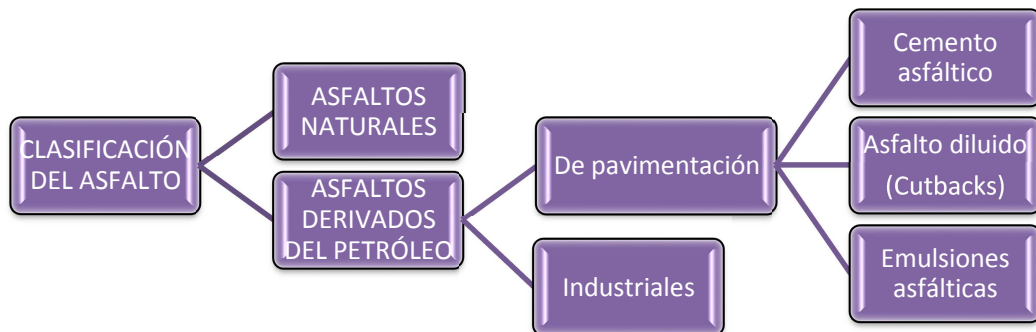 CLASIFICACIÓN
DEL ASFALTO
ASFALTOS
NATURALES
ASFALTOS
DERIVADOS
DEL PETRÓLEO
De pavimentación
Industriales
Cemento
asfáltico
Asfalto diluido
(Cutbacks)
Emulsiones
asfálticas